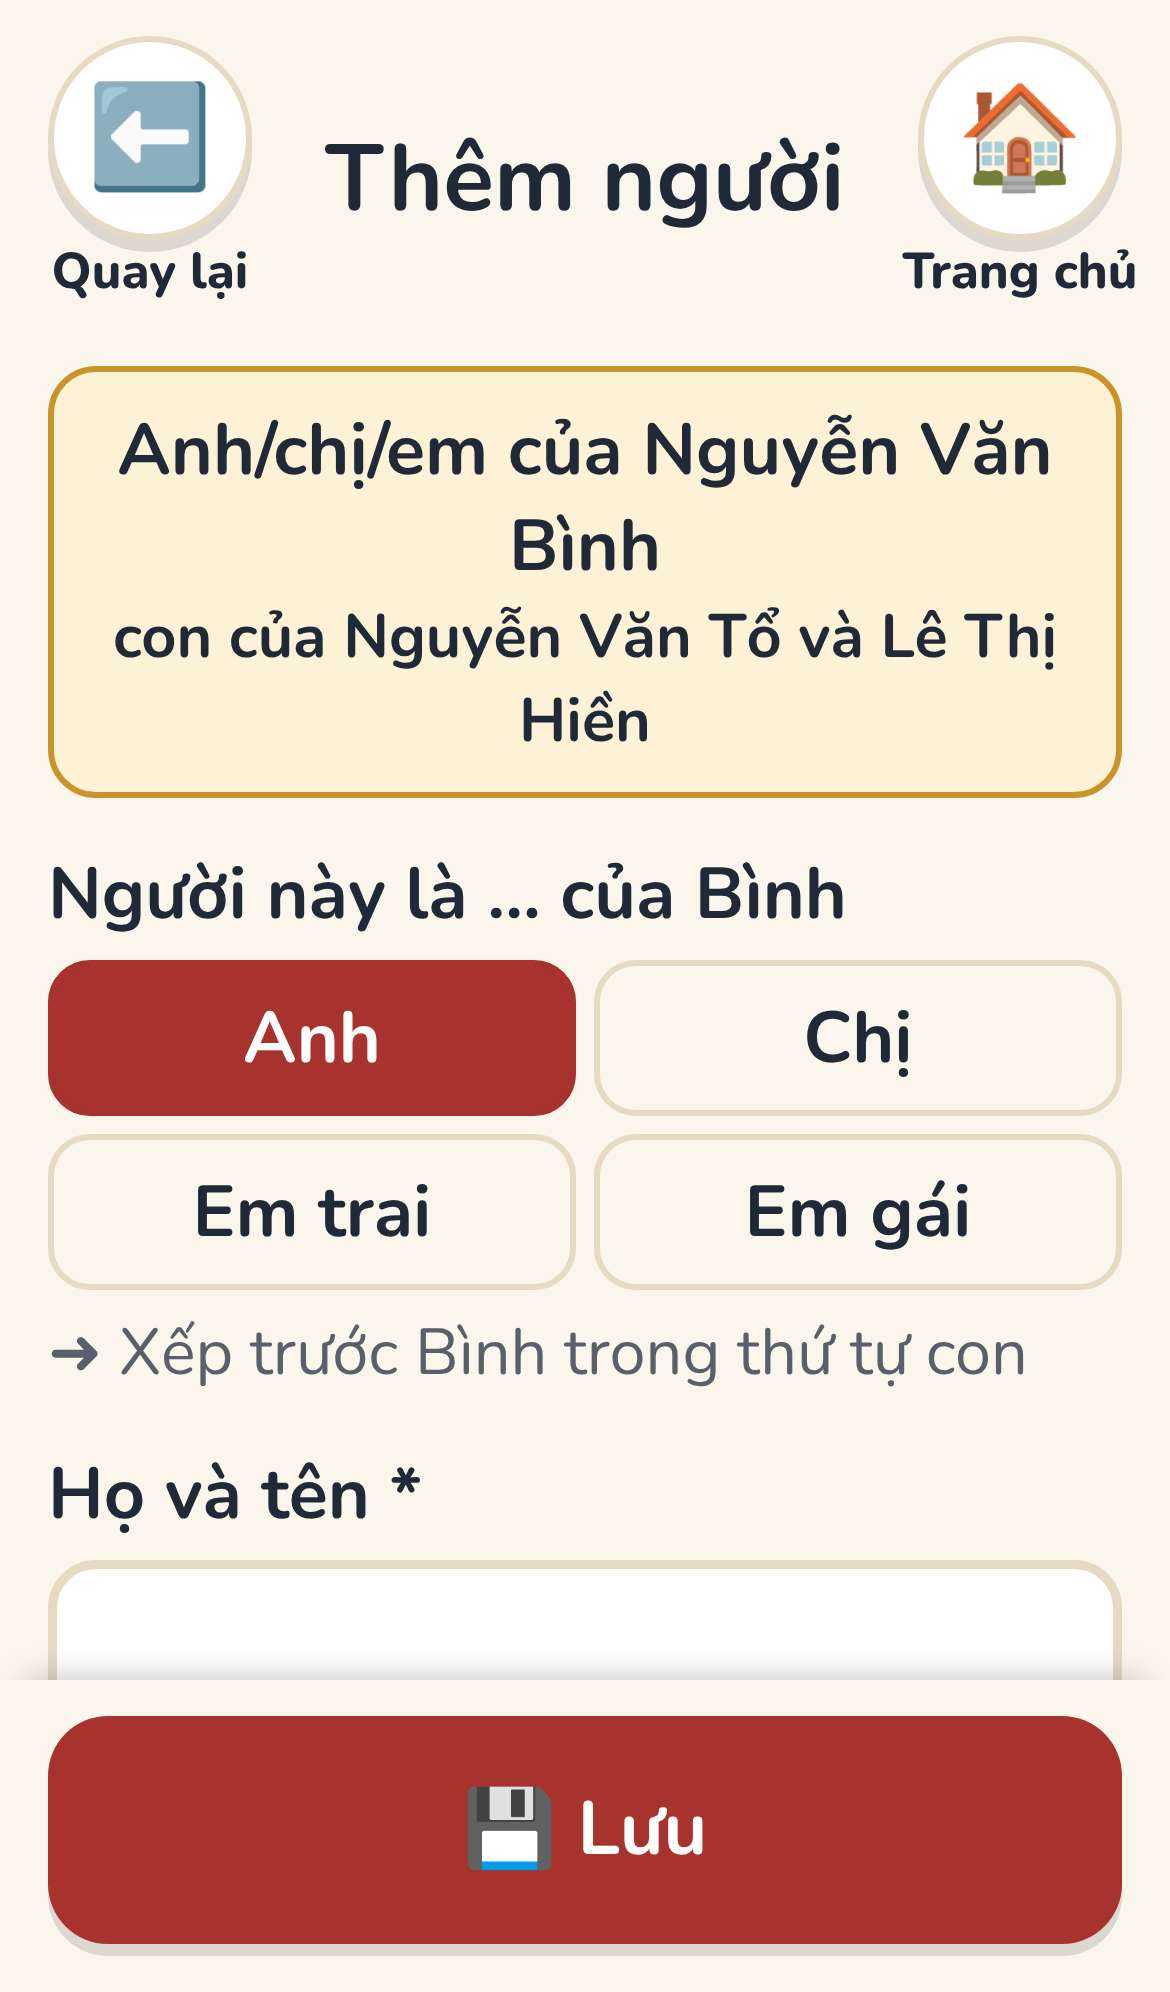 Thêm người
Quay lại
Trang chủ
Anh/chị/em của Nguyễn Văn
Bình
con của Nguyễn Văn Tổ và Lê Thị
Hiền
Người này là ... của Bình
Anh
Chị
Em trai
Em gái
→ Xếp trước Bình trong thứ tự con
Họ và tên *
Lưu